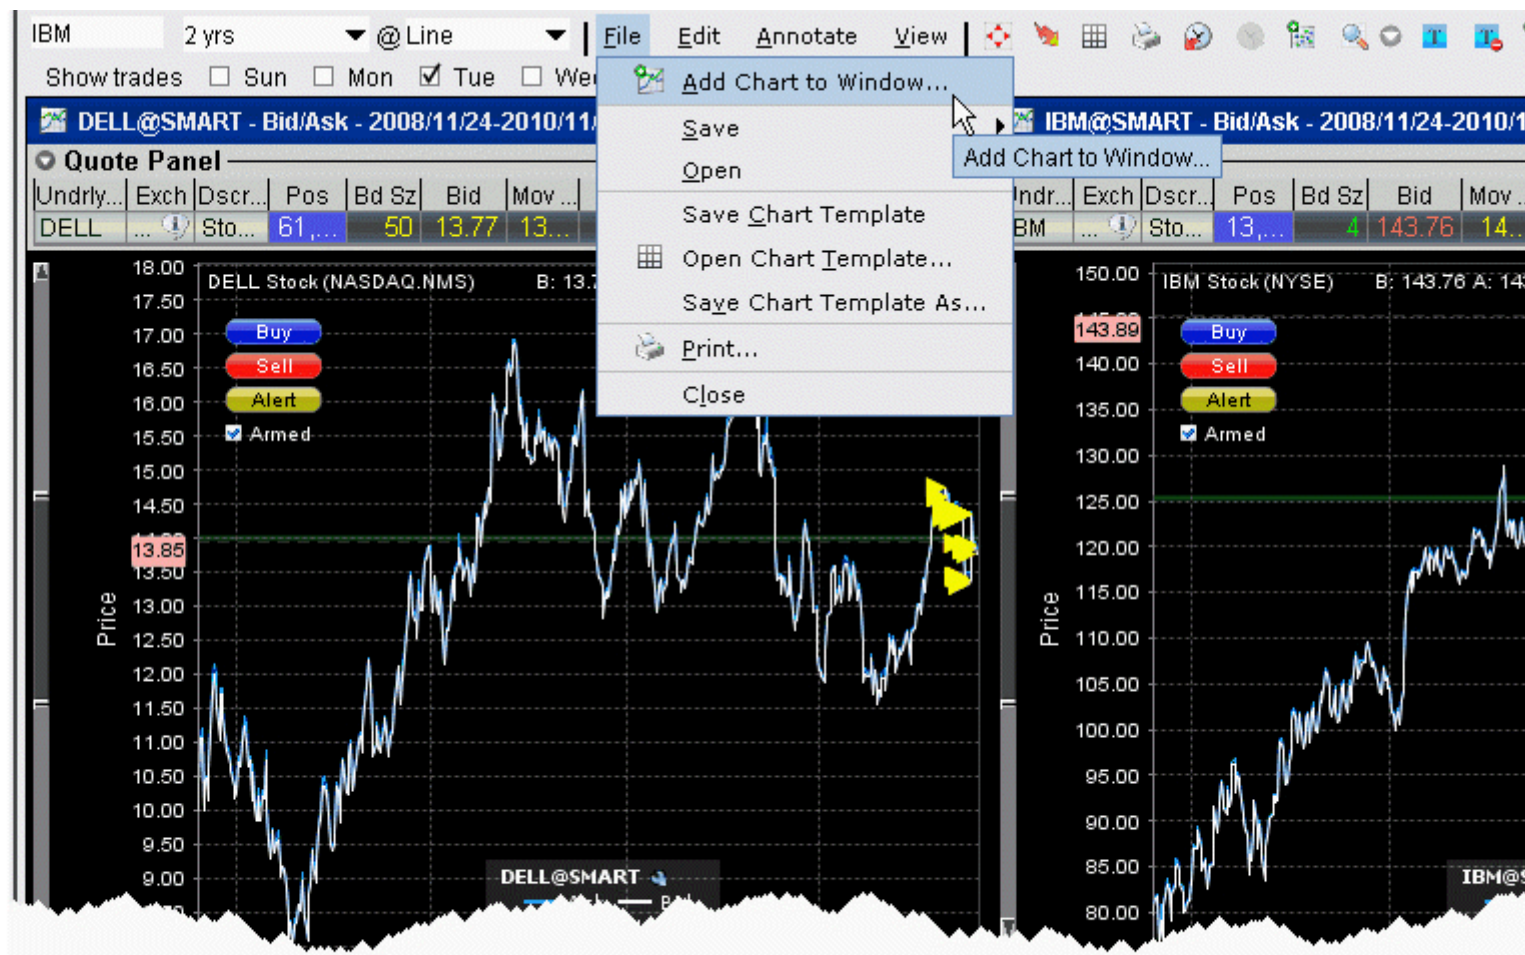 IBM 2 yrs @ Line File Edit Annotate View
Show trades Sun Mon Tue
Add Chart to Window...
Save
Open
Save Chart Template
Open Chart Template...
Save Chart Template As...
Print...
Close
Add Chart to Window...
DELL@SMART - Bid/Ask - 2008/11/24-2010/11/
Quote Panel
Undrly... Exch Dscr... Pos Bd Sz Bid Mov ...
DELL ... Sto... 61,... 50 13.77 13...
DELL Stock (NASDAQ.NMS) B: 13.7
Buy
Sell
Alert
Armed
18.00
17.50
17.00
16.50
16.00
15.50
15.00
14.50
13.85
13.50
13.00
12.50
12.00
11.50
11.00
10.50
10.00
9.50
9.00
Price
DELL@SMART
IBM@SMART - Bid/Ask - 2008/11/24-2010/1
Exch Dscr... Pos Bd Sz Bid Mov ..
... Sto... 13,... 4 143.76 14...
IBM Stock (NYSE) B: 143.76 A: 143
Buy
Sell
Alert
Armed
150.00
143.89
140.00
135.00
130.00
125.00
120.00
115.00
110.00
105.00
100.00
95.00
90.00
85.00
80.00
Price
IBM@S